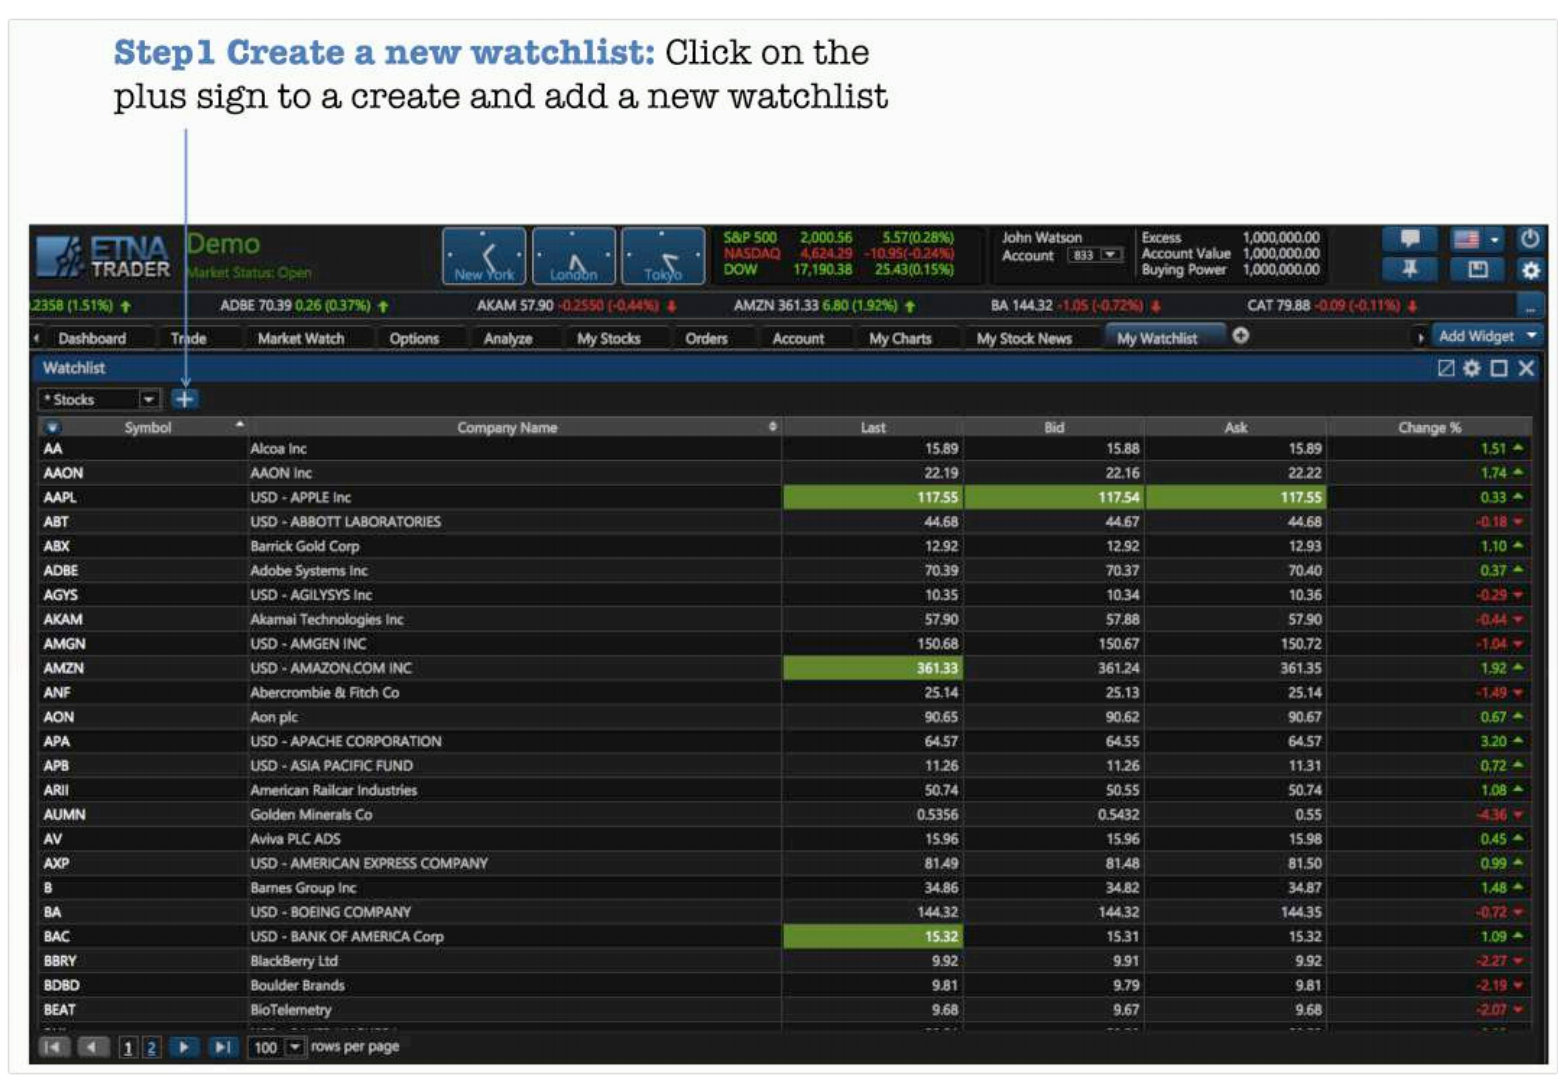 Step1 Create a new watchlist: Click on the
plus sign to a create and add a new watchlist
ETNA TRADER
Demo
Market Status: Open
New York London Tokyo
S&P 500 2,000.56 5.57(0.28%)
NASDAQ 4,624.29 -10.95(-0.24%)
DOW 17,190.38 25.43(0.15%)
John Watson
Account 833
Excess 1,000,000.00
Account Value 1,000,000.00
Buying Power 1,000,000.00
.2358 (1.51%) ADBE 70.39 0.26 (0.37%) AKAM 57.90 -0.2550 (-0.44%) AMZN 361.33 6.80 (1.92%) BA 144.32 -1.05 (-0.72%) CAT 79.88 -0.09 (-0.11%) ...
Dashboard Trade Market Watch Options Analyze My Stocks Orders Account My Charts My Stock News My Watchlist Add Widget
Watchlist
* Stocks
Symbol Company Name Last Bid Ask Change %
AA Alcoa Inc 15.89 15.88 15.89 1.51
AAON AAON Inc 22.19 22.16 22.22 1.74
AAPL USD - APPLE Inc 117.55 117.54 117.55 0.33
ABT USD - ABBOTT LABORATORIES 44.68 44.67 44.68 -0.18
ABX Barrick Gold Corp 12.92 12.92 12.93 1.10
ADBE Adobe Systems Inc 70.39 70.37 70.40 0.37
AGYS USD - AGILYSYS Inc 10.35 10.34 10.36 -0.29
AKAM Akamai Technologies Inc 57.90 57.88 57.90 -0.44
AMGN USD - AMGEN INC 150.68 150.67 150.72 -1.04
AMZN USD - AMAZON.COM INC 361.33 361.24 361.35 1.92
ANF Abercrombie & Fitch Co 25.14 25.13 25.14 -1.49
AON Aon plc 90.65 90.62 90.67 0.67
APA USD - APACHE CORPORATION 64.57 64.55 64.57 3.20
APB USD - ASIA PACIFIC FUND 11.26 11.26 11.31 0.72
ARII American Railcar Industries 50.74 50.55 50.74 1.08
AUMN Golden Minerals Co 0.5356 0.5432 0.55 -4.36
AV Aviva PLC ADS 15.96 15.96 15.98 0.45
AXP USD - AMERICAN EXPRESS COMPANY 81.49 81.48 81.50 0.99
B Barnes Group Inc 34.86 34.82 34.87 1.48
BA USD - BOEING COMPANY 144.32 144.32 144.35 -0.72
BAC USD - BANK OF AMERICA Corp 15.32 15.31 15.32 1.09
BBRY BlackBerry Ltd 9.92 9.91 9.92 -2.27
BDBD Boulder Brands 9.81 9.79 9.81 -2.19
BEAT BioTelemetry 9.68 9.67 9.68 -2.07
1 2 100 rows per page